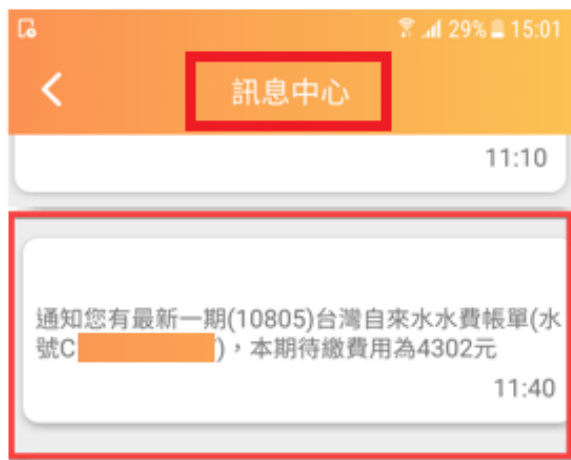 29% 15:01
訊息中心
11:10
通知您有最新一期(10805)台灣自來水水費帳單(水
號C )，本期待繳費用為4302元
11:40